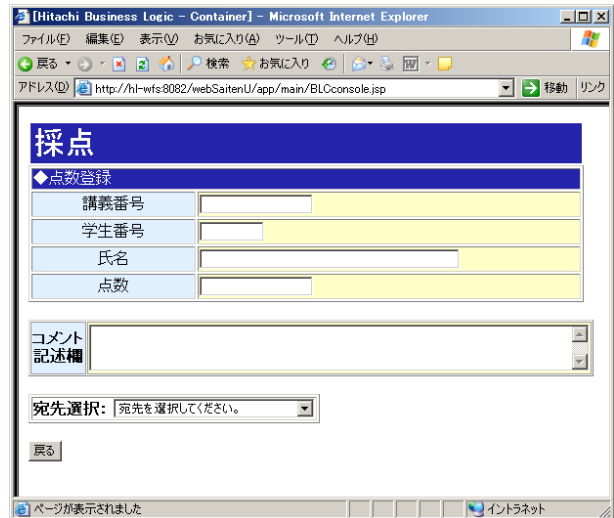 [Hitachi Business Logic - Container] - Microsoft Internet Explorer
ファイル(F) 編集(E) 表示(V) お気に入り(A) ツール(T) ヘルプ(H)
戻る 検索 お気に入り
アドレス(D) http://hl-wfs:8082/webSaitenU/app/main/BLCconsole.jsp 移動 リンク
採点
◆点数登録
講義番号
学生番号
氏名
点数
コメント
記述欄
宛先選択: 宛先を選択してください。
戻る
ページが表示されました イントラネット